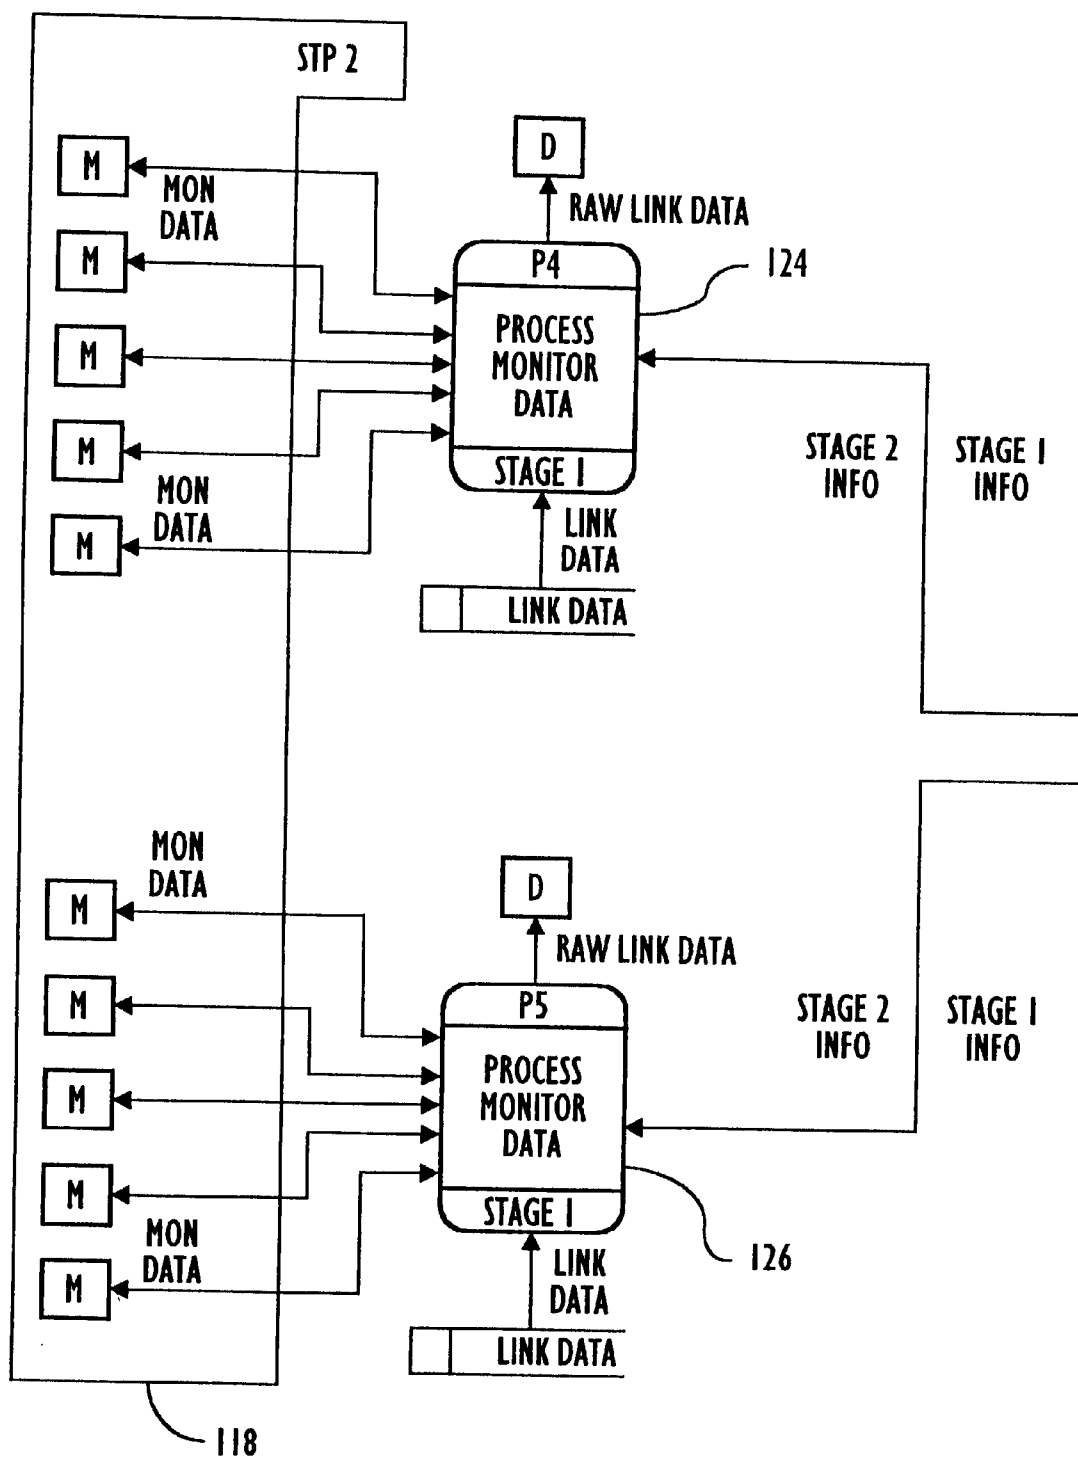 STP 2
M
MON
DATA
M
M
M
MON
DATA
M
D
RAW LINK DATA
P4
124
PROCESS
MONITOR
DATA
STAGE 1
LINK
DATA
LINK DATA
STAGE 2
INFO
STAGE 1
INFO
MON
DATA
M
M
M
M
MON
DATA
M
D
RAW LINK DATA
P5
PROCESS
MONITOR
DATA
STAGE 1
126
LINK
DATA
LINK DATA
STAGE 2
INFO
STAGE 1
INFO
118